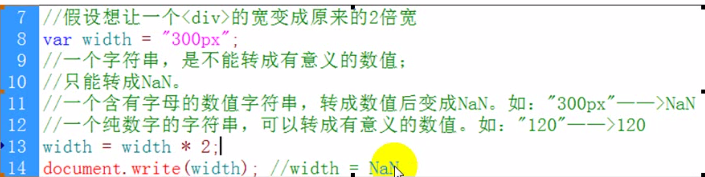 7 //假设想让一个<div>的宽变成原来的2倍宽
8 var width = "300px";
9 //一个字符串，是不能转成有意义的数值；
10 //只能转成NaN。
11 //一个含有字母的数值字符串，转成数值后变成NaN。如："300px"——>NaN
12 //一个纯数字的字符串，可以转成有意义的数值。如："120"——>120
13 width = width * 2;
14 document.write(width); //width = NaN